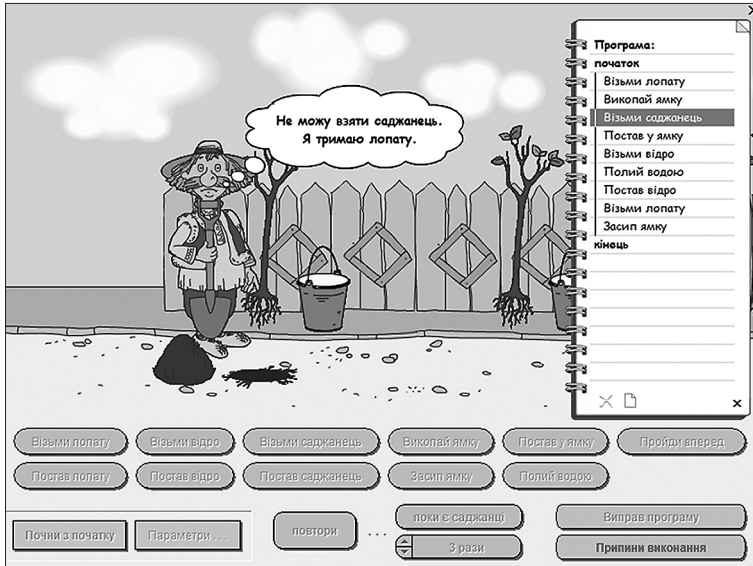 Не можу взяти саджанець.
Я тримаю лопату.
Програма:
початок
Візьми лопату
Викопай ямку
Візьми саджанець
Постав у ямку
Візьми відро
Полий водою
Постав відро
Візьми лопату
Засип ямку
кінець
Візьми лопату
Візьми відро
Візьми саджанець
Викопай ямку
Постав у ямку
Пройди вперед
Постав лопату
Постав відро
Постав саджанець
Засип ямку
Полий водою
Почни з початку
Параметри . . .
повтори
. . .
поки є саджанці
3 рази
Виправ програму
Припини виконання